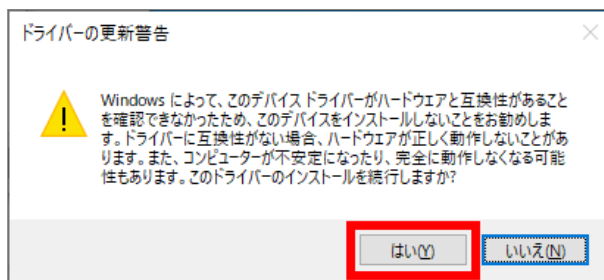 ドライバーの更新警告
Windows によって、このデバイス ドライバーがハードウェアと互換性があること
を確認できなかったため、このデバイスをインストールしないことをお勧めしま
す。ドライバーに互換性がない場合、ハードウェアが正しく動作しないことがあ
ります。また、コンピューターが不安定になったり、完全に動作しなくなる可能
性もあります。このドライバーのインストールを続行しますか?
はい(Y) いいえ(N)